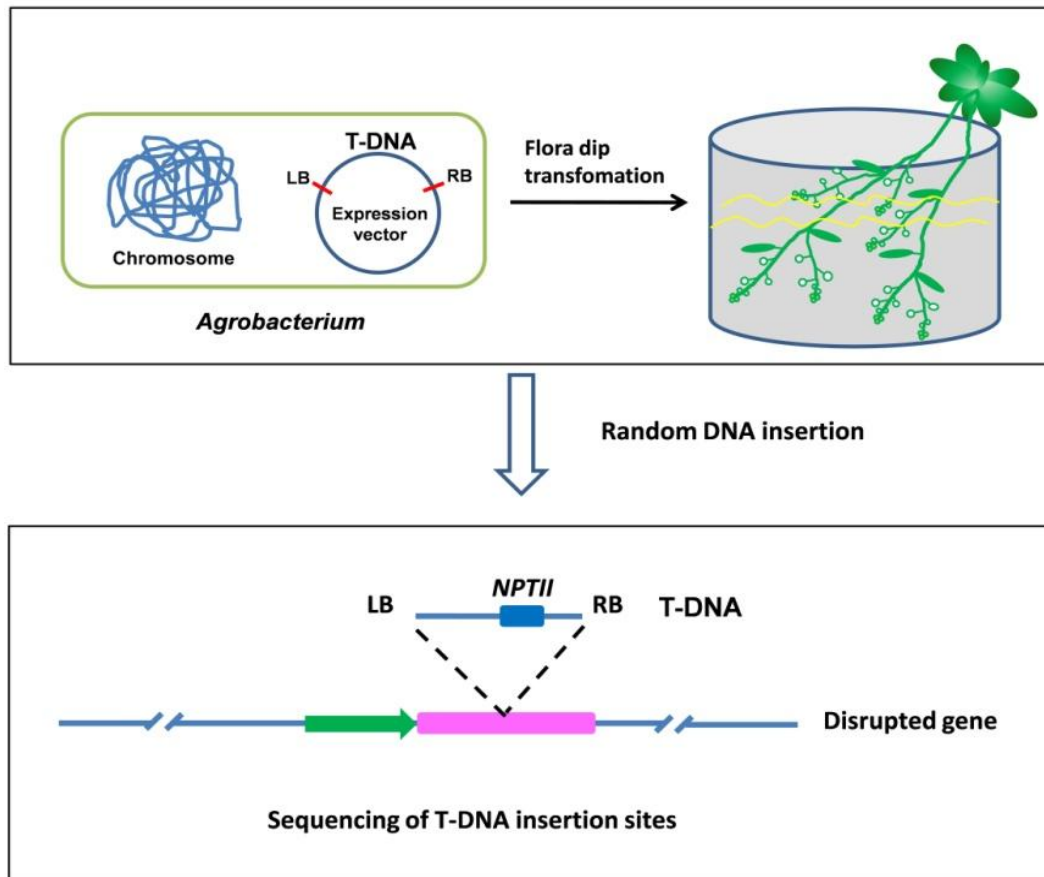 T-DNA
LB
RB
Expression
vector
Chromosome
Agrobacterium
Flora dip
transfomation
Random DNA insertion
NPTII
LB
RB
T-DNA
Disrupted gene
Sequencing of T-DNA insertion sites